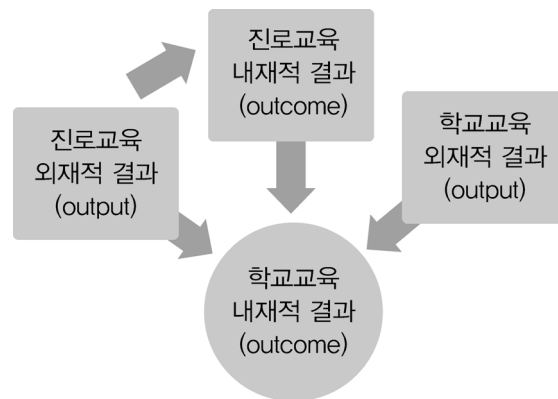 진로교육
내재적 결과
(outcome)
진로교육
외재적 결과
(output)
학교교육
외재적 결과
(output)
학교교육
내재적 결과
(outcome)